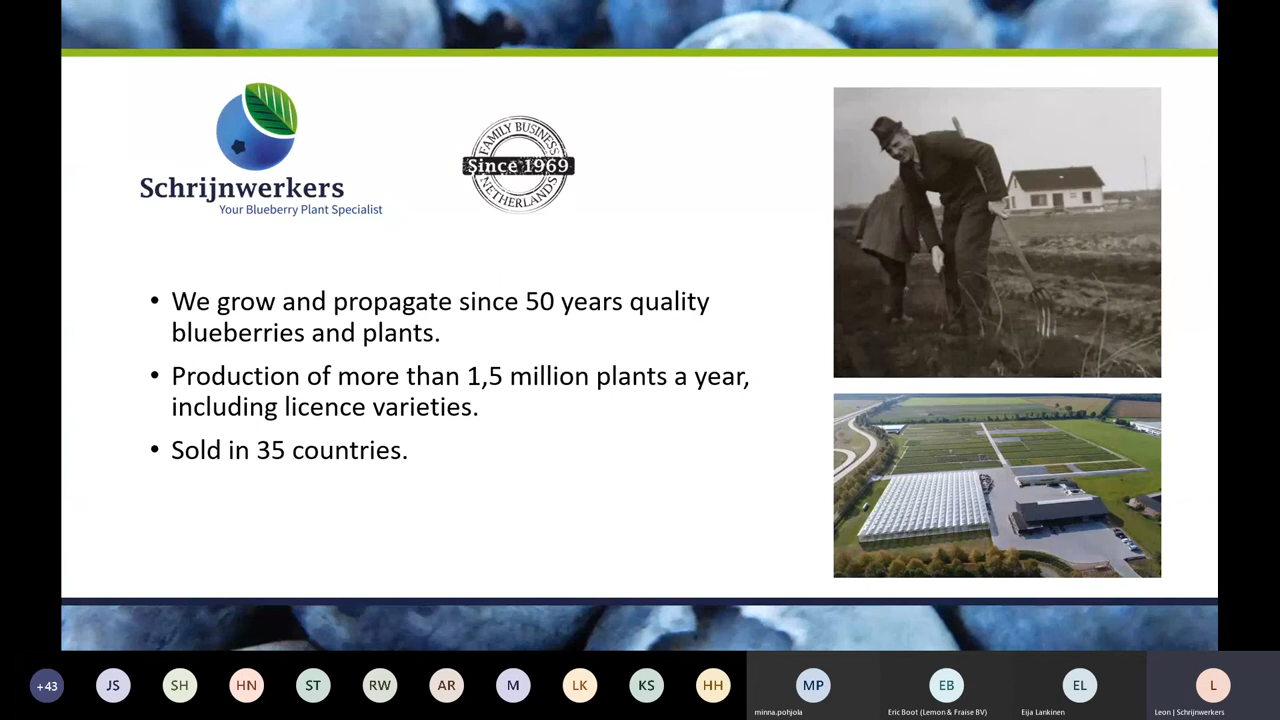 Schrijnwerkers
Your Blueberry Plant Specialist
FAMILY BUSINESS
Since 1969
NETHERLANDS
• We grow and propagate since 50 years quality
blueberries and plants.
• Production of more than 1,5 million plants a year,
including licence varieties.
• Sold in 35 countries.
+43
JS
SH
HN
ST
RW
AR
M
LK
KS
HH
MP
EB
EL
L
minna.pohjola
Eric Boot (Lemon & Fraise BV)
Eija Lankinen
Leon | Schrijnwerkers